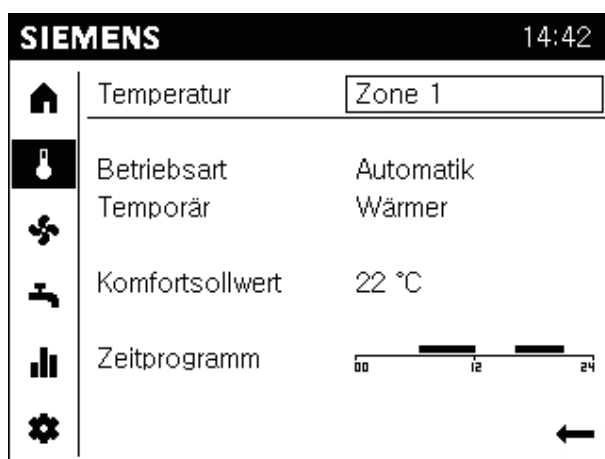 SIEMENS 14:42
Temperatur Zone 1
Betriebsart Automatik
Temporär Wärmer
Komfortsollwert 22 °C
Zeitprogramm
00 12 24